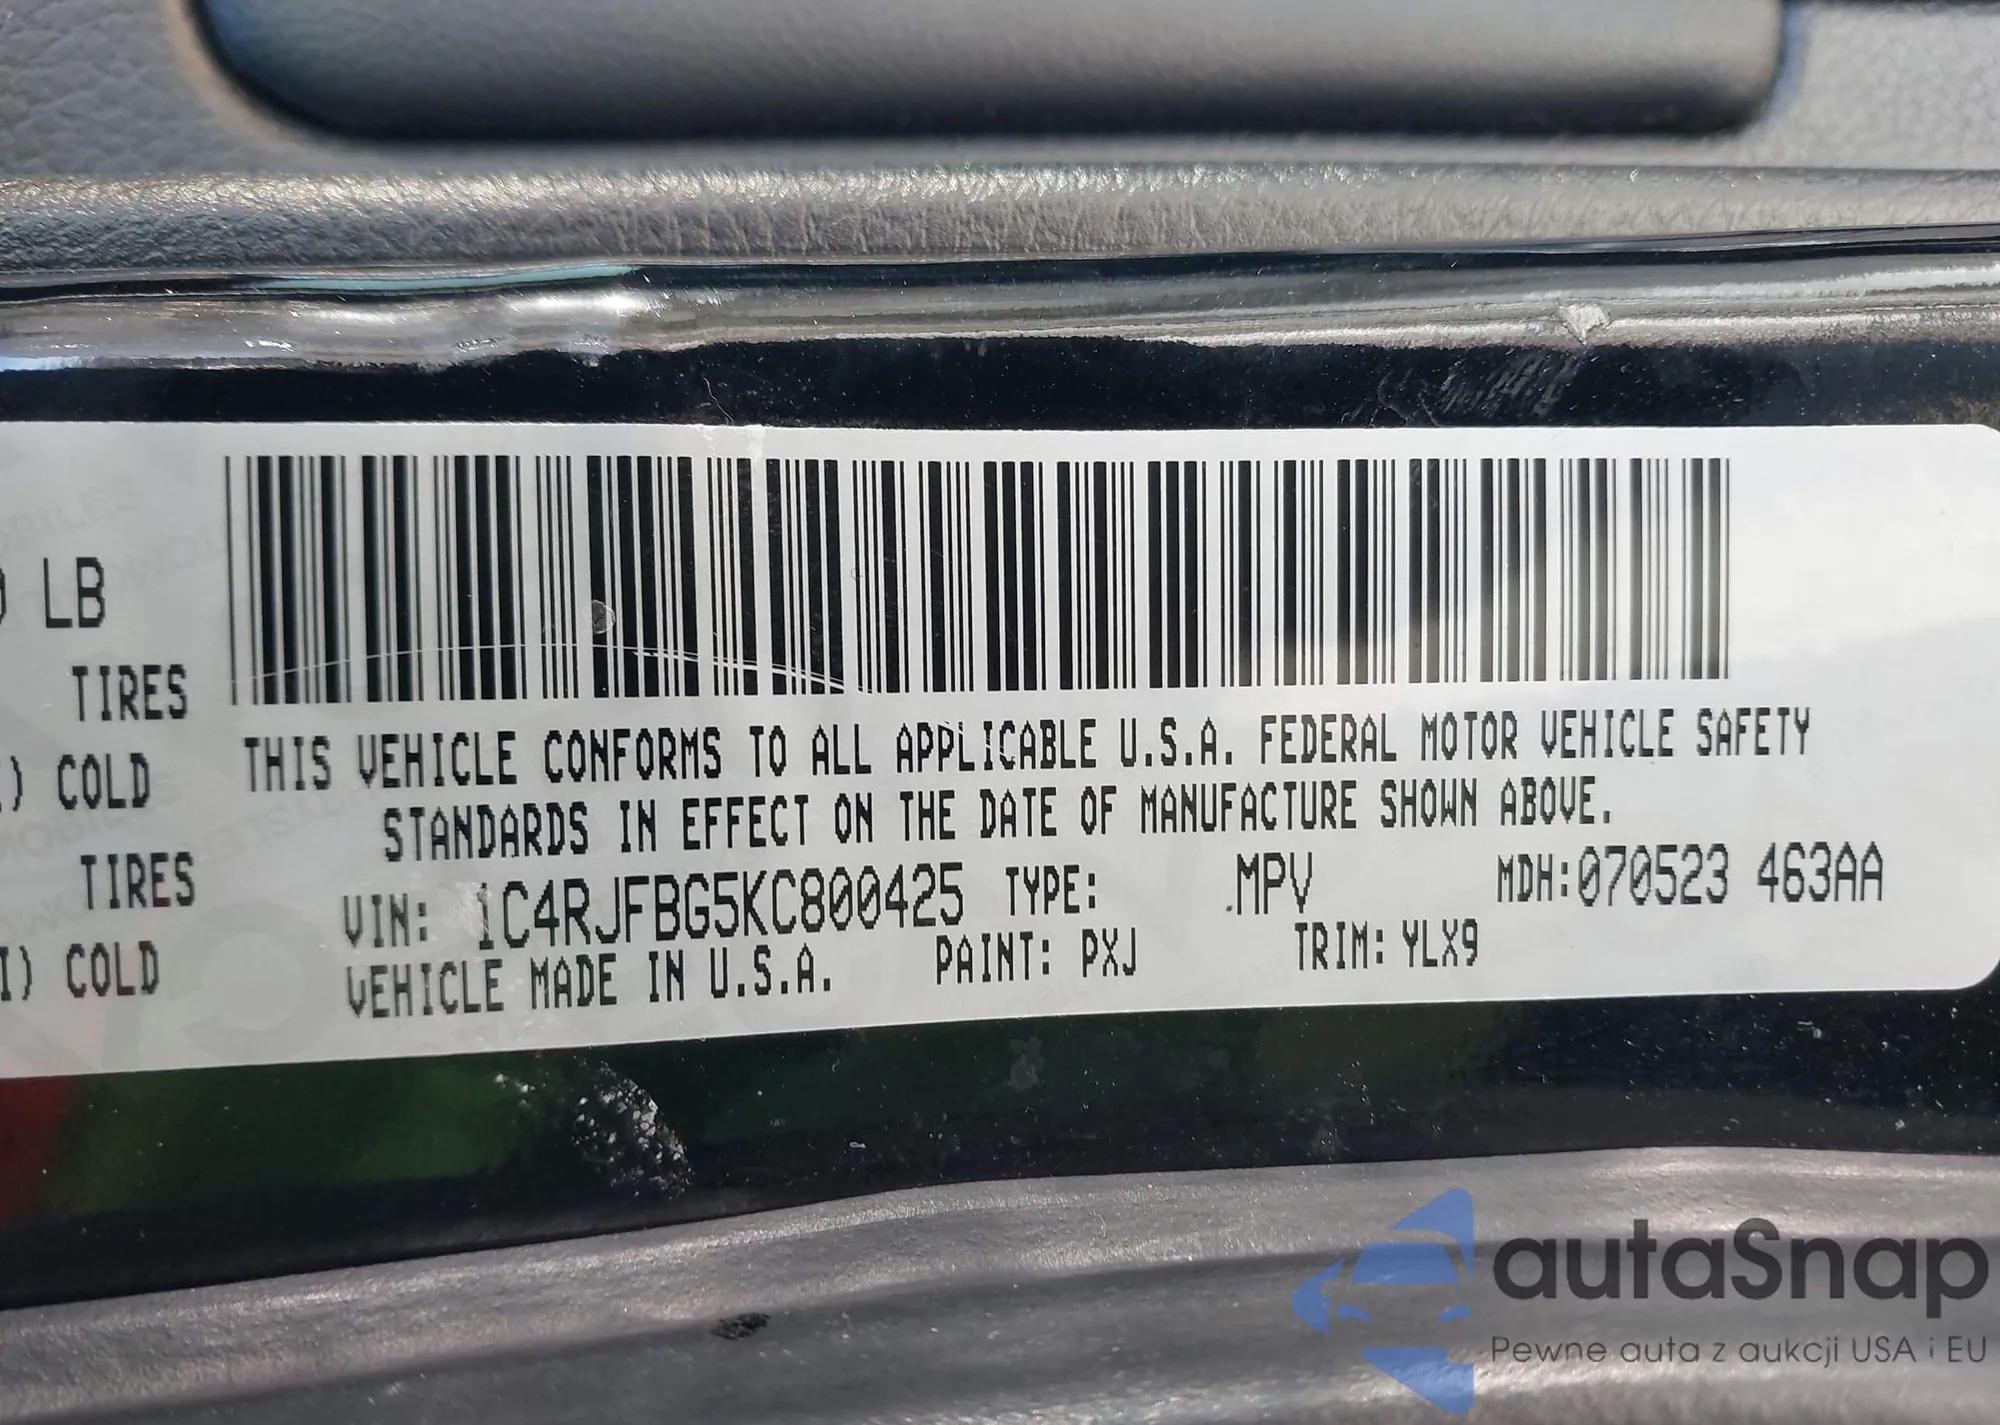 LB
TIRES
) COLD
TIRES
I) COLD
THIS VEHICLE CONFORMS TO ALL APPLICABLE U.S.A. FEDERAL MOTOR VEHICLE SAFETY
STANDARDS IN EFFECT ON THE DATE OF MANUFACTURE SHOWN ABOVE.
VIN: 1C4RJFBG5KC800425 TYPE: MPV MDH:070523 463AA
VEHICLE MADE IN U.S.A. PAINT: PXJ TRIM: YLX9
autaSnap
Pewne auta z aukcji USA i EU